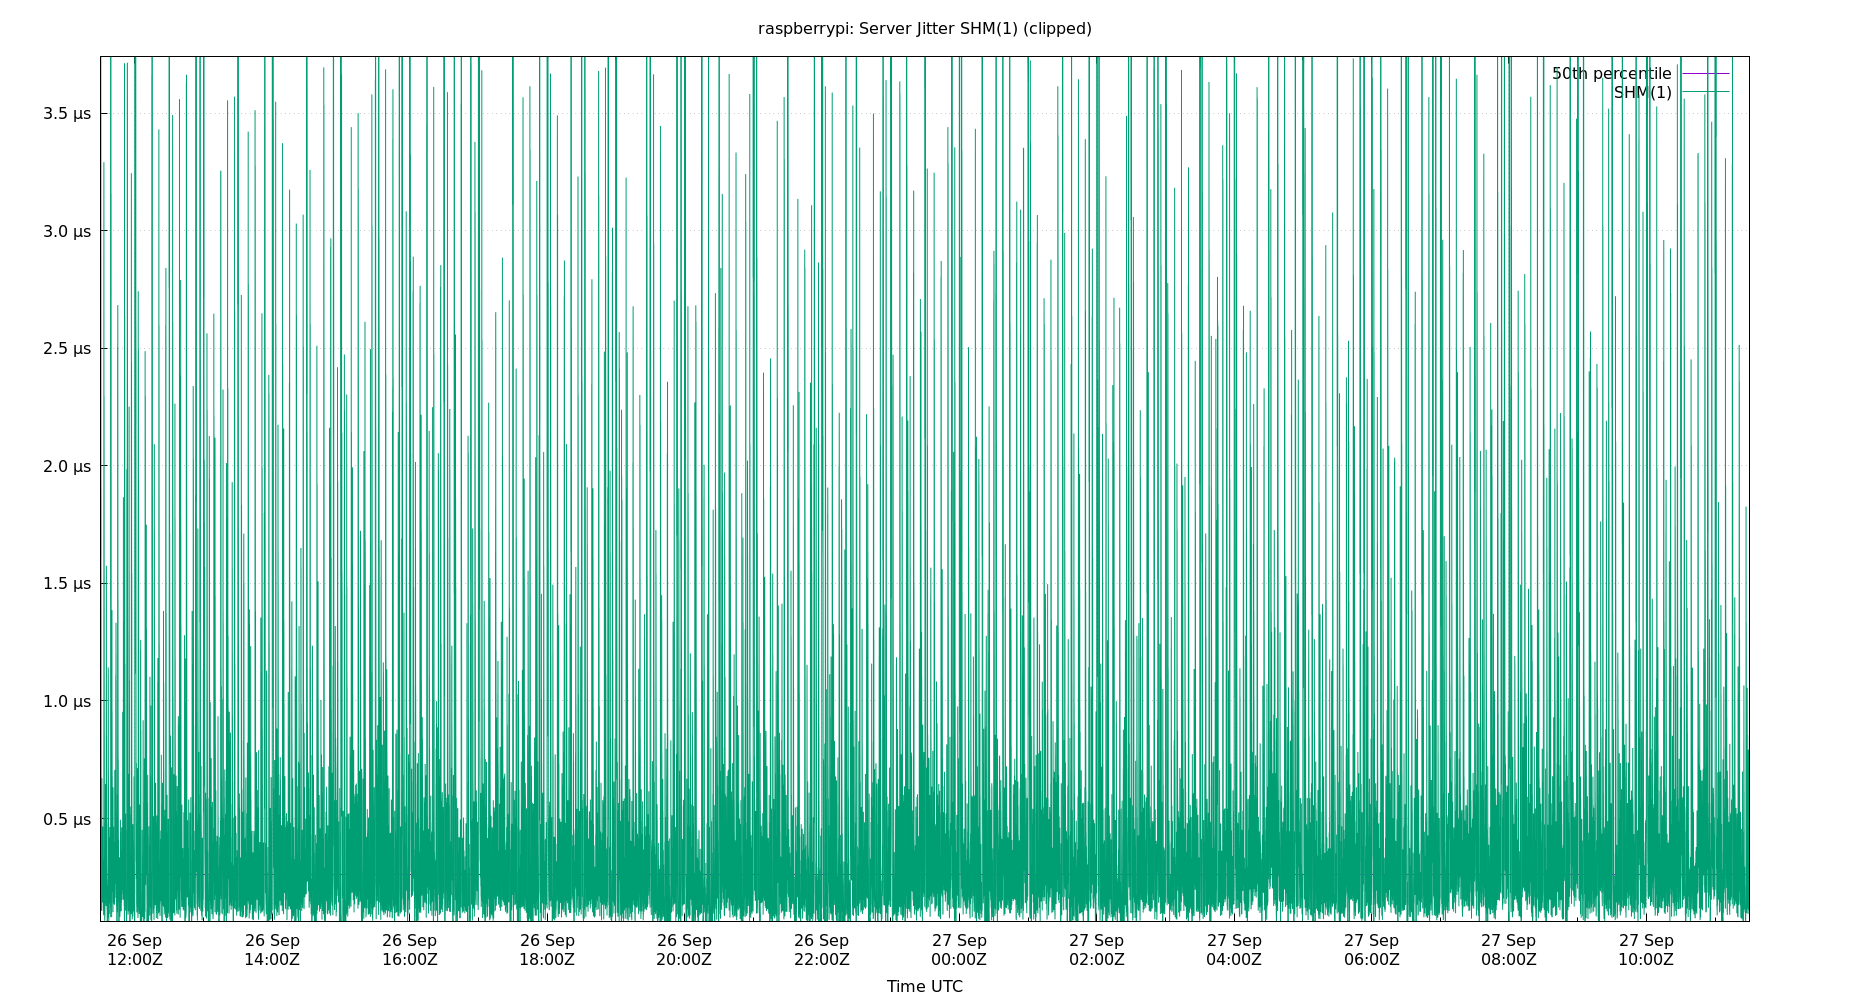 raspberrypi: Server Jitter SHM(1) (clipped)
50th percentile
SHM(1)
3.5 µs
3.0 µs
2.5 µs
2.0 µs
1.5 µs
1.0 µs
0.5 µs
26 Sep 26 Sep 26 Sep 26 Sep 26 Sep 26 Sep 27 Sep 27 Sep 27 Sep 27 Sep 27 Sep 27 Sep
12:00Z 14:00Z 16:00Z 18:00Z 20:00Z 22:00Z 00:00Z 02:00Z 04:00Z 06:00Z 08:00Z 10:00Z
Time UTC